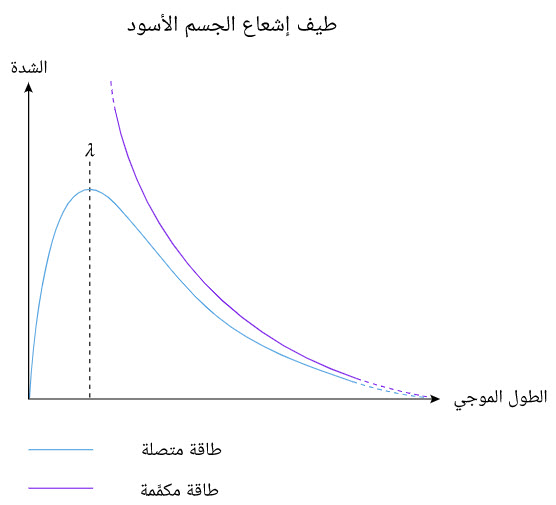 طيف إشعاع الجسم الأسود
الشدة
λ
الطول الموجي
طاقة متصلة
طاقة مكمَّمة